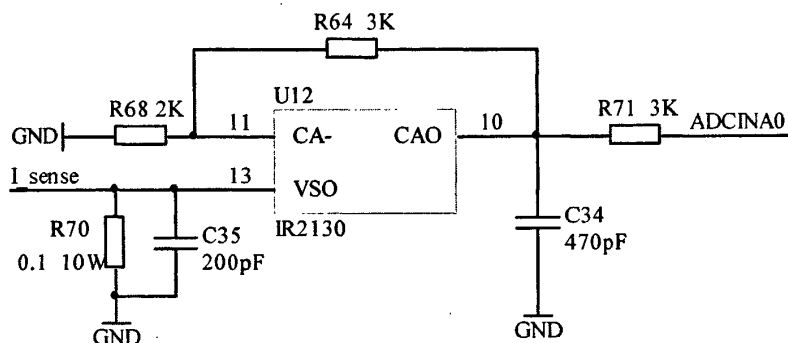 R64 3K
U12
R68 2K
11
CA-
CAO
10
R71 3K
ADCINA0
GND
I_sense
13
VSO
R70
0.1 10W
C35
200pF
IR2130
C34
470pF
GND
GND